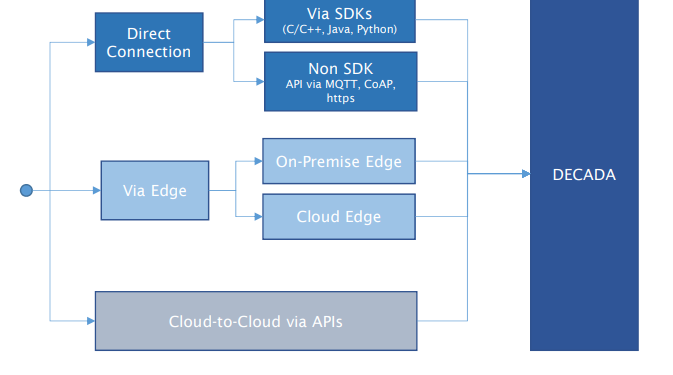 Direct
Connection
Via SDKs
(C/C++, Java, Python)
Non SDK
API via MQTT, CoAP,
https
Via Edge
On-Premise Edge
Cloud Edge
Cloud-to-Cloud via APIs
DECADA